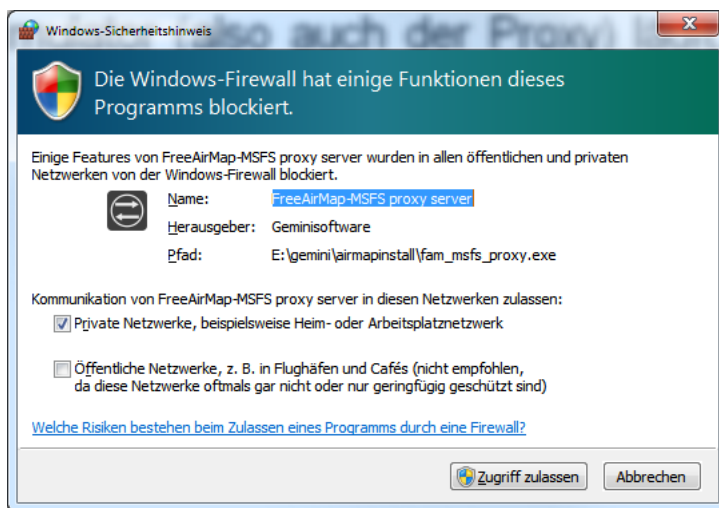 Windows-Sicherheitshinweis
(also auch der Proxy)
Die Windows-Firewall hat einige Funktionen dieses
Programms blockiert.
Einige Features von FreeAirMap-MSFS proxy server wurden in allen öffentlichen und privaten
Netzwerken von der Windows-Firewall blockiert.
Name: FreeAirMap-MSFS proxy server
Herausgeber: Geminisoftware
Pfad: E:\gemini\airmapinstall\fam_msfs_proxy.exe
Kommunikation von FreeAirMap-MSFS proxy server in diesen Netzwerken zulassen:
Private Netzwerke, beispielsweise Heim- oder Arbeitsplatznetzwerk
Öffentliche Netzwerke, z. B. in Flughäfen und Cafés (nicht empfohlen,
da diese Netzwerke oftmals gar nicht oder nur geringfügig geschützt sind)
Welche Risiken bestehen beim Zulassen eines Programms durch eine Firewall?
Zugriff zulassen Abbrechen